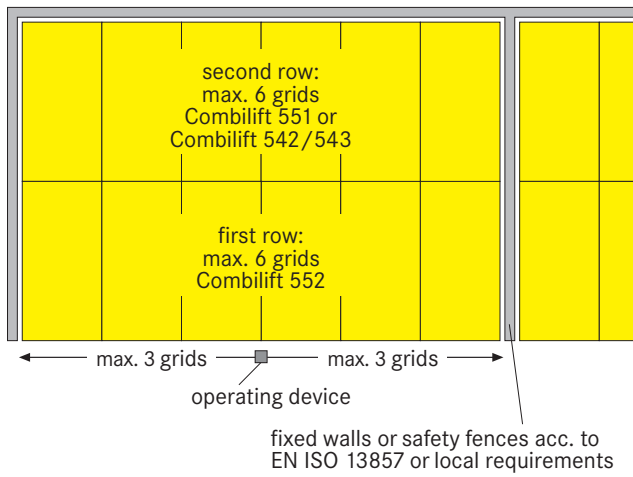 second row:
max. 6 grids
Combilift 551 or
Combilift 542/543
first row:
max. 6 grids
Combilift 552
max. 3 grids
max. 3 grids
operating device
fixed walls or safety fences acc. to
EN ISO 13857 or local requirements